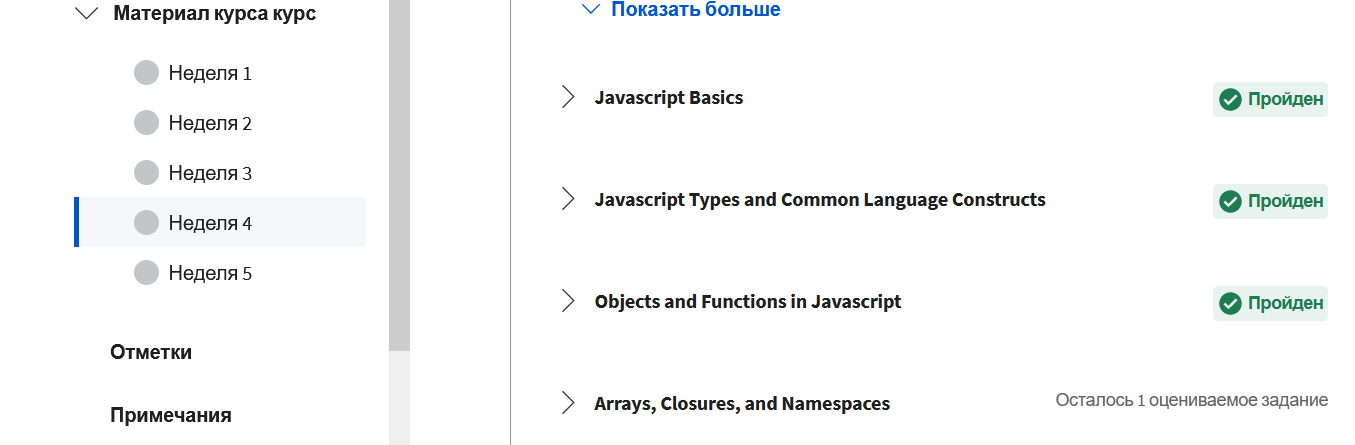 Материал курса курс
Неделя 1
Неделя 2
Неделя 3
Неделя 4
Неделя 5
Отметки
Примечания
Показать больше
Javascript Basics
Пройден
Javascript Types and Common Language Constructs
Пройден
Objects and Functions in Javascript
Пройден
Arrays, Closures, and Namespaces
Осталось 1 оцениваемое задание